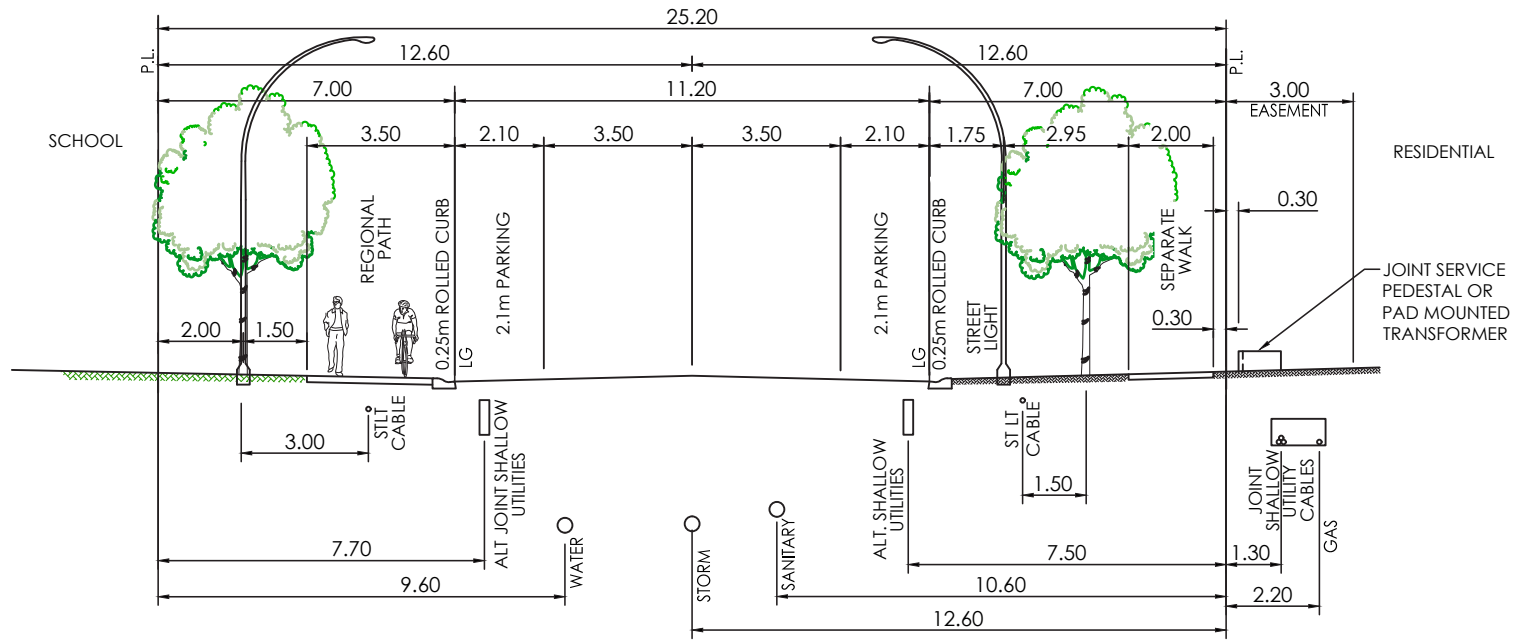 25.20
12.60
12.60
P.L.
P.L.
7.00
11.20
7.00
3.00
EASEMENT
SCHOOL
3.50
2.10
3.50
3.50
2.10
1.75
2.95
2.00
RESIDENTIAL
0.30
REGIONAL
PATH
0.25m ROLLED CURB
LG
2.1m PARKING
2.1m PARKING
LG
0.25m ROLLED CURB
STREET
LIGHT
SEPARATE
WALK
JOINT SERVICE
PEDESTAL OR
PAD MOUNTED
TRANSFORMER
2.00
1.50
0.30
3.00
STLT
CABLE
ALT JOINT SHALLOW
UTILITIES
ALT. SHALLOW
UTILITIES
ST LT
CABLE
1.50
JOINT
SHALLOW
UTILITY
CABLES
GAS
WATER
STORM
SANITARY
7.70
7.50
1.30
9.60
10.60
2.20
12.60